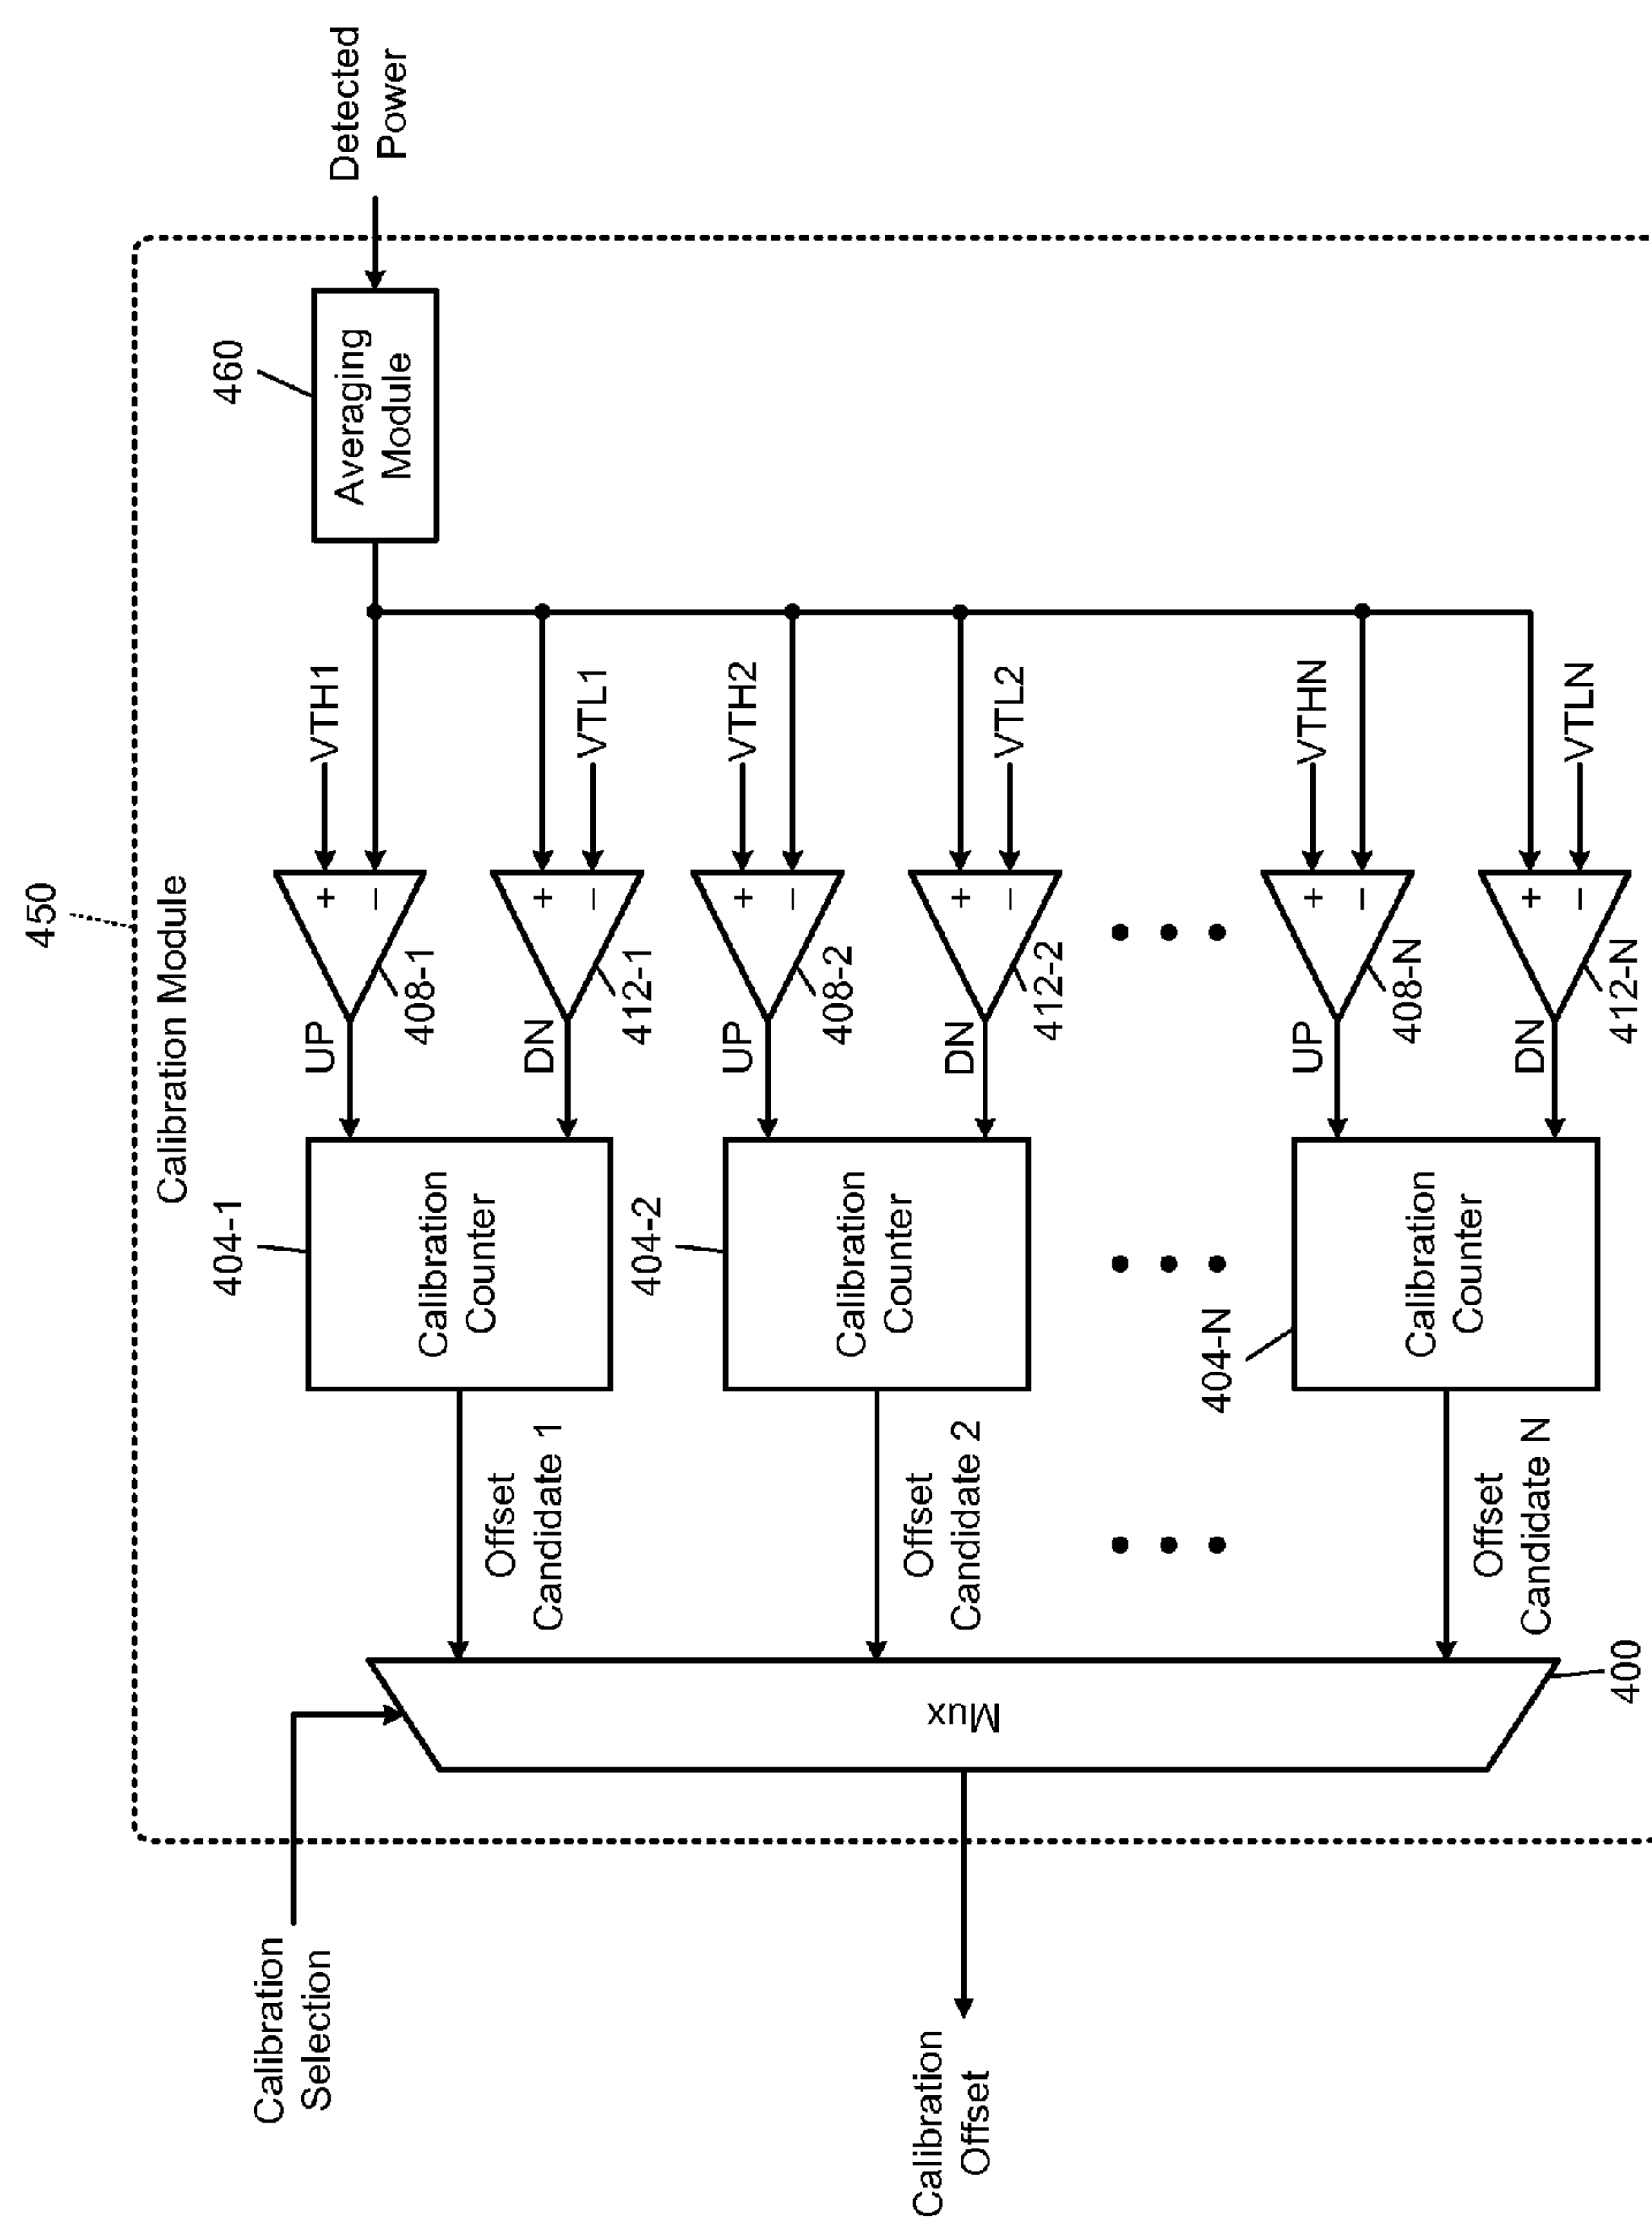 450
Calibration Module
Detected
Power
460
Averaging
Module
VTH1
VTL1
VTH2
VTL2
VTHN
VTLN
+
−
+
−
+
−
+
−
+
−
+
−
408-1
412-1
408-2
412-2
408-N
412-N
UP
DN
UP
DN
UP
DN
404-1
Calibration
Counter
404-2
Calibration
Counter
404-N
Calibration
Counter
Offset
Candidate 1
Offset
Candidate 2
Offset
Candidate N
Mux
400
Calibration
Selection
Calibration
Offset